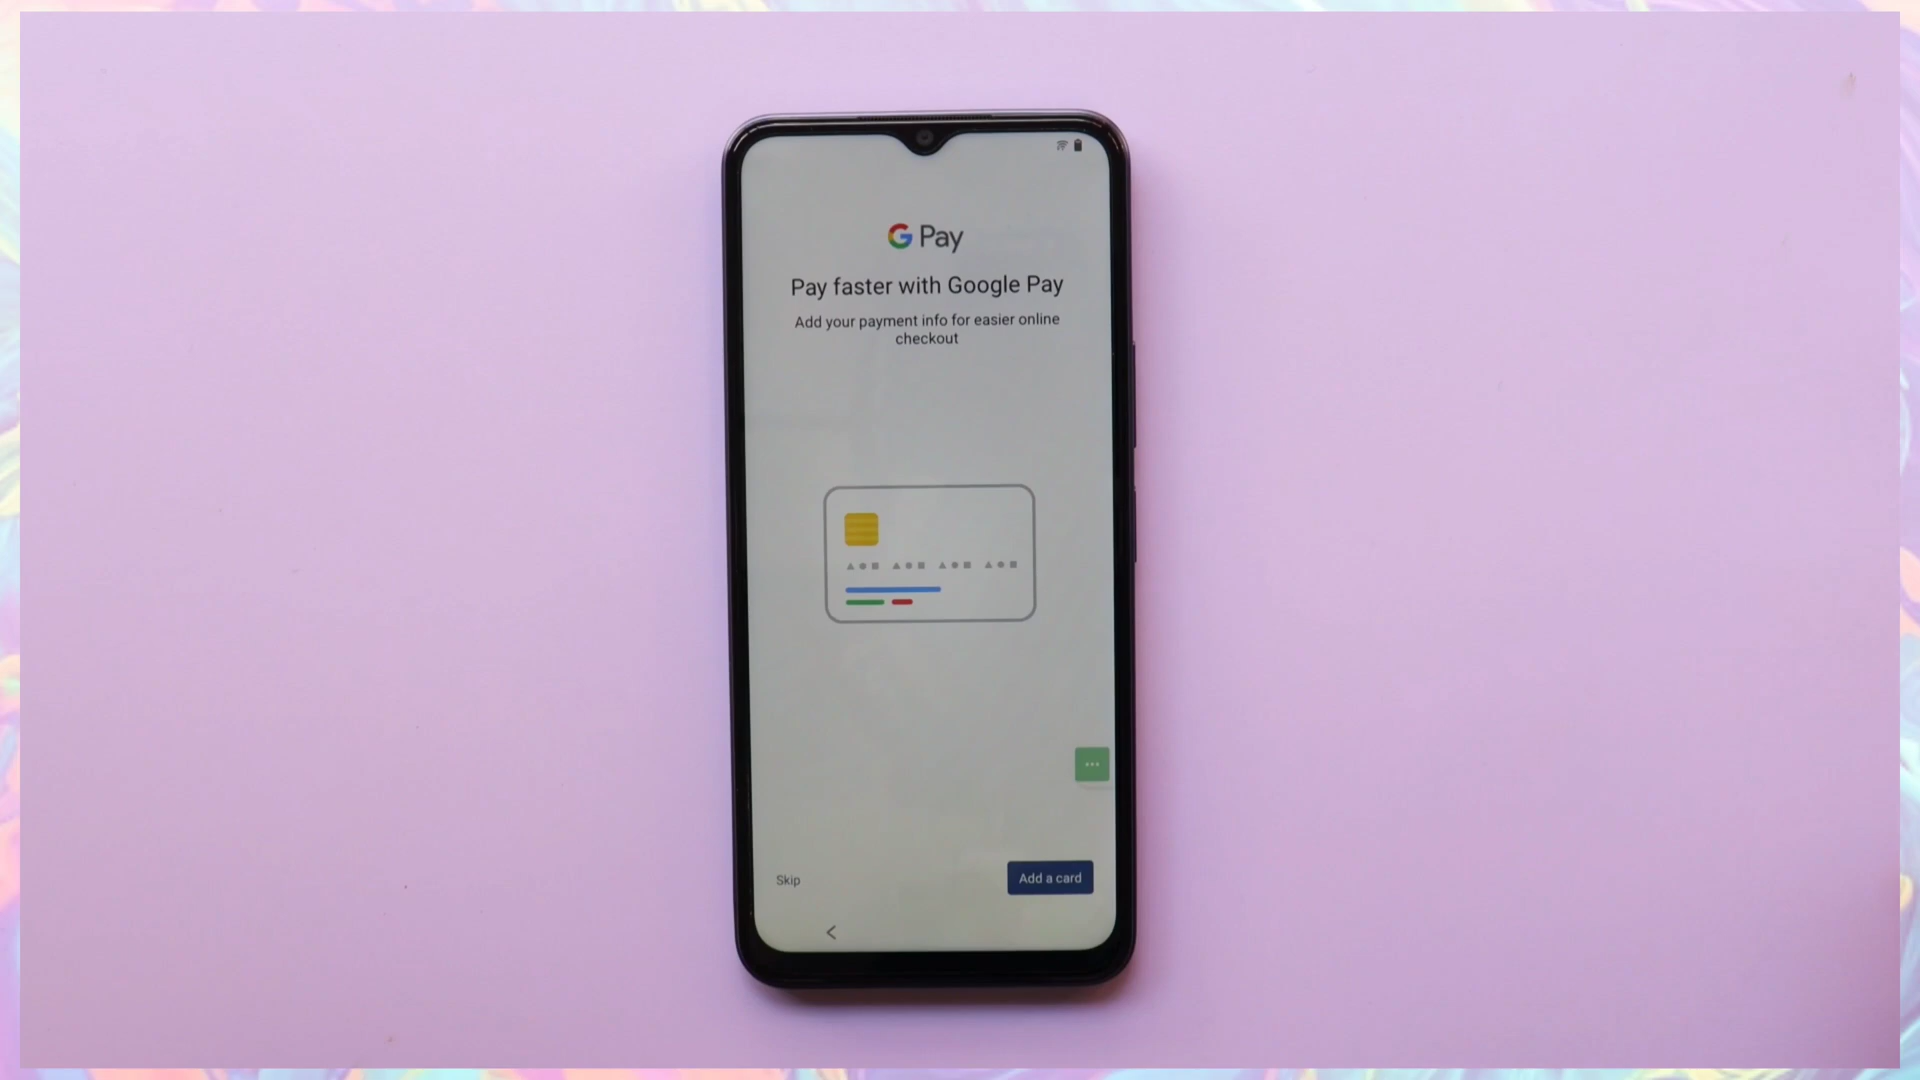 G Pay
Pay faster with Google Pay
Add your payment info for easier online
checkout
Skip
Add a card